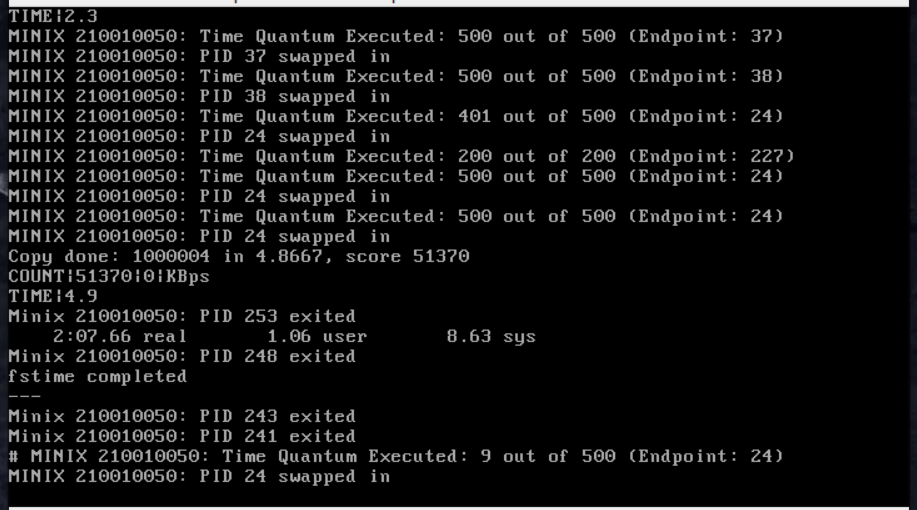 TIME|2.3
MINIX 210010050: Time Quantum Executed: 500 out of 500 (Endpoint: 37)
MINIX 210010050: PID 37 swapped in
MINIX 210010050: Time Quantum Executed: 500 out of 500 (Endpoint: 38)
MINIX 210010050: PID 38 swapped in
MINIX 210010050: Time Quantum Executed: 401 out of 500 (Endpoint: 24)
MINIX 210010050: PID 24 swapped in
MINIX 210010050: Time Quantum Executed: 200 out of 200 (Endpoint: 227)
MINIX 210010050: Time Quantum Executed: 500 out of 500 (Endpoint: 24)
MINIX 210010050: PID 24 swapped in
MINIX 210010050: Time Quantum Executed: 500 out of 500 (Endpoint: 24)
MINIX 210010050: PID 24 swapped in
Copy done: 1000004 in 4.8667, score 51370
COUNT|51370|0|KBps
TIME|4.9
Minix 210010050: PID 253 exited
2:07.66 real 1.06 user 8.63 sys
Minix 210010050: PID 248 exited
fstime completed
---
Minix 210010050: PID 243 exited
Minix 210010050: PID 241 exited
# MINIX 210010050: Time Quantum Executed: 9 out of 500 (Endpoint: 24)
MINIX 210010050: PID 24 swapped in